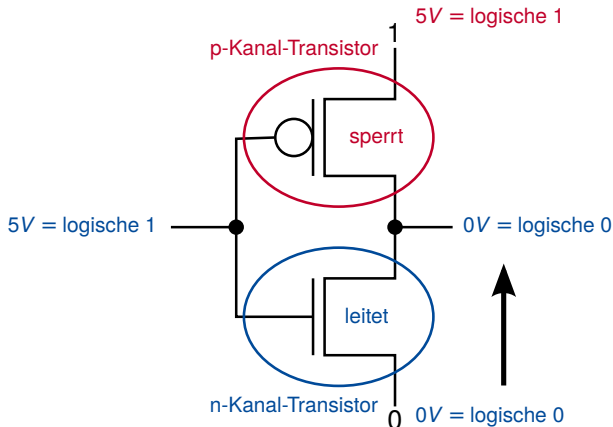 5V = logische 1
1
p-Kanal-Transistor
sperrt
5V = logische 1
0V = logische 0
leitet
n-Kanal-Transistor
0
0V = logische 0